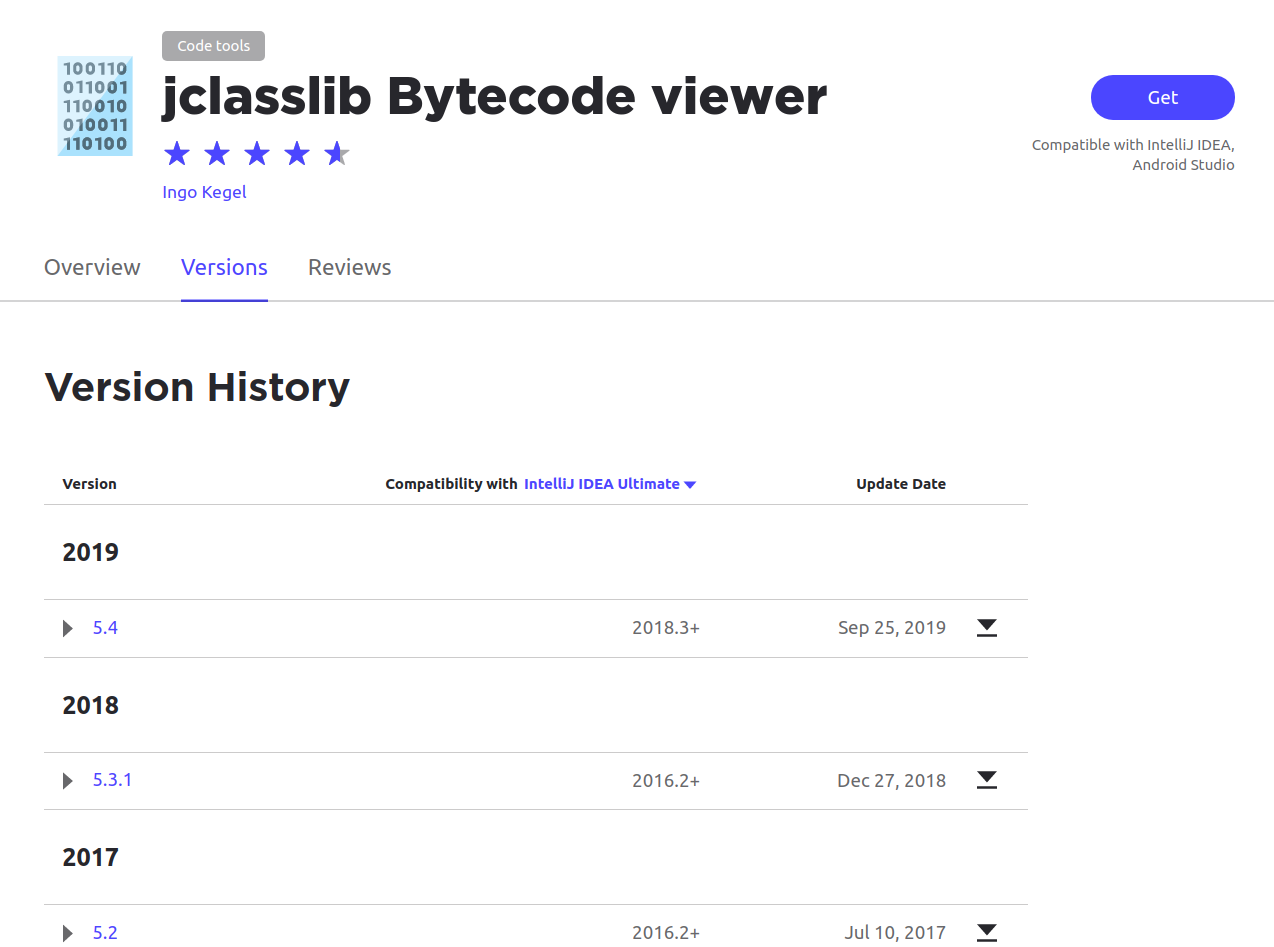 Code tools
100110
011001
110010
010011
110100
jclasslib Bytecode viewer
Ingo Kegel
Get
Compatible with IntelliJ IDEA,
Android Studio
Overview Versions Reviews
Version History
Version Compatibility with IntelliJ IDEA Ultimate Update Date
2019
5.4 2018.3+ Sep 25, 2019
2018
5.3.1 2016.2+ Dec 27, 2018
2017
5.2 2016.2+ Jul 10, 2017